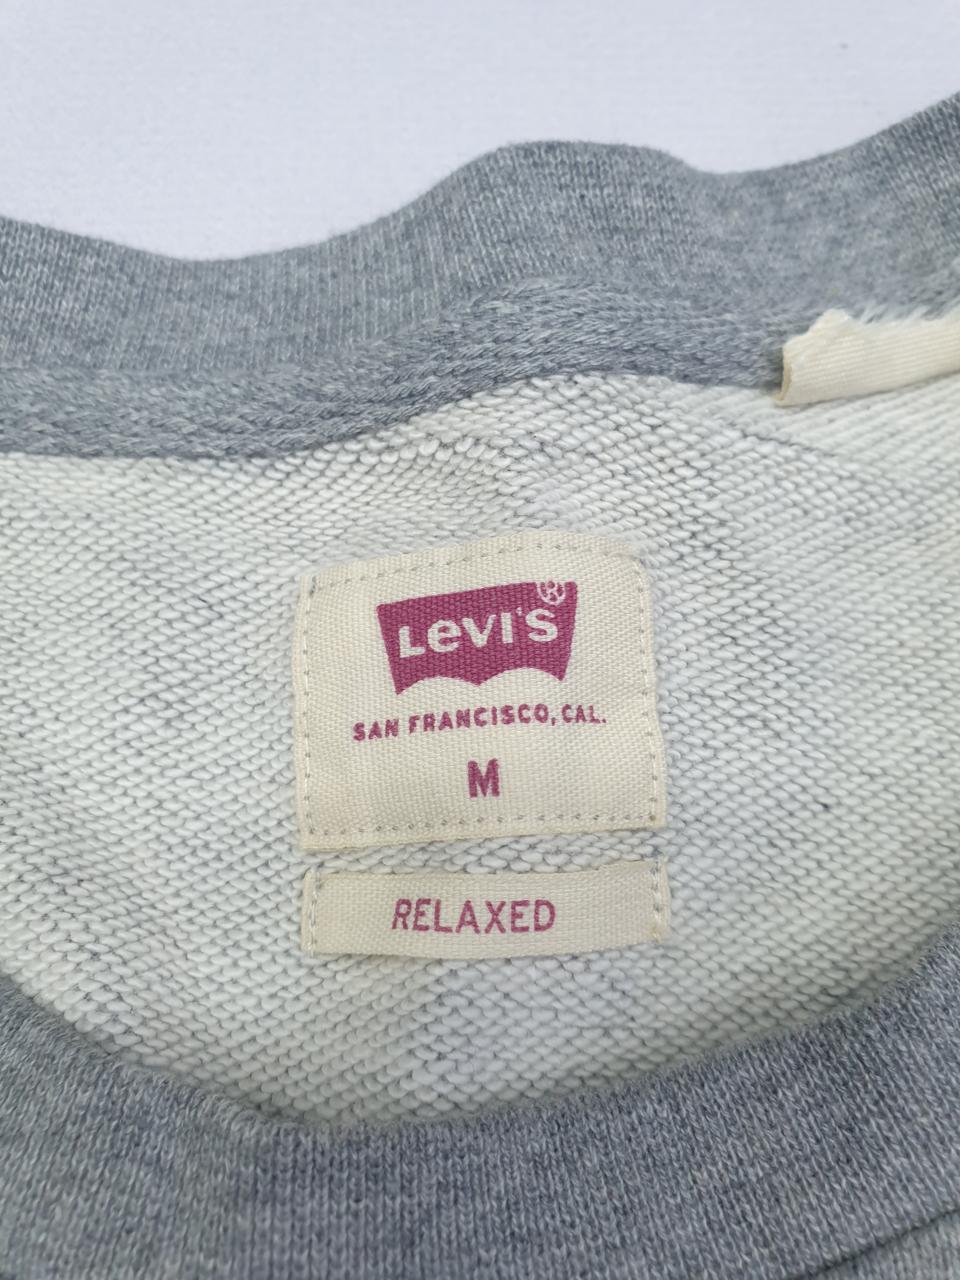 Levi's®
SAN FRANCISCO, CAL.
M
RELAXED